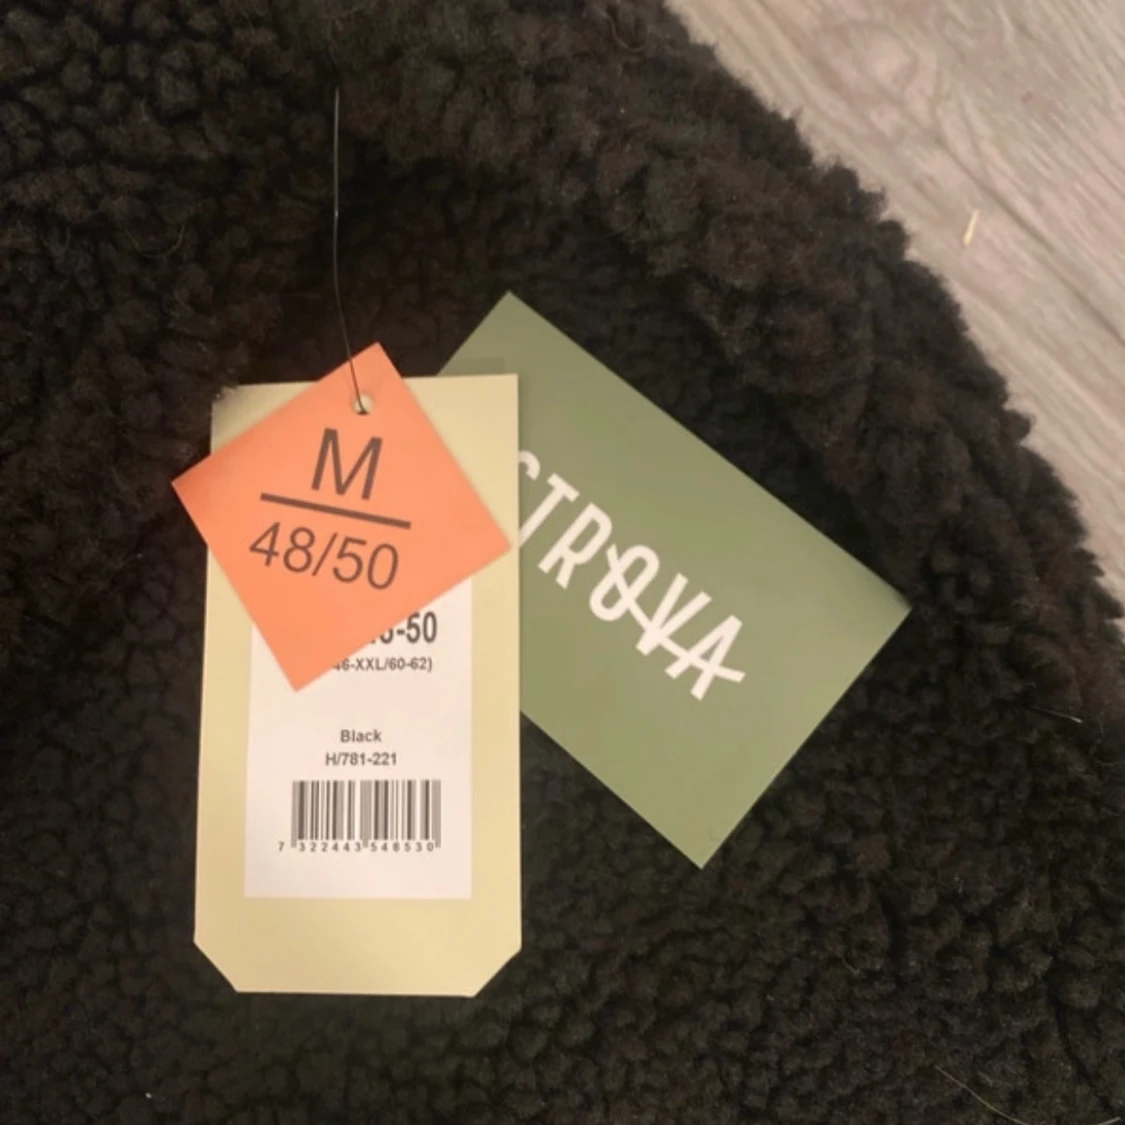 M
48/50
-50
46-XXL/60-62)
Black
H/781-221
7 322443 548530
STROVA